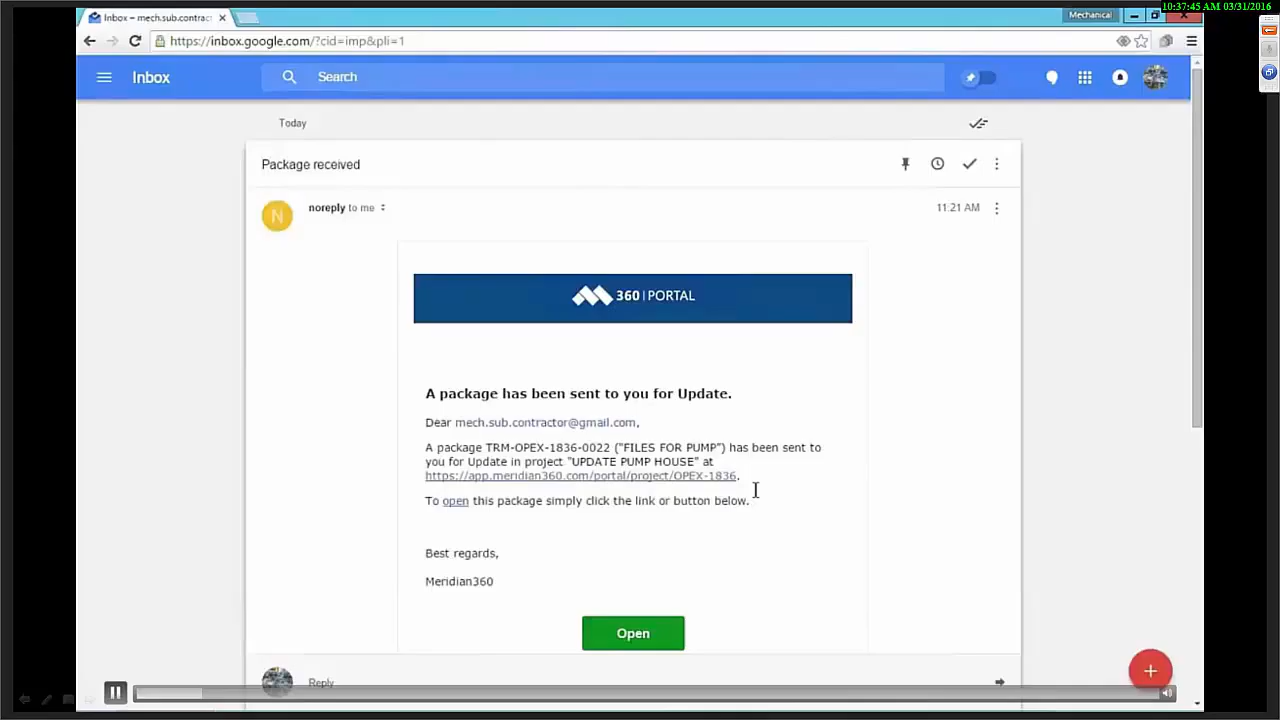 10:37:45 AM 03/31/2016
Inbox – mech.sub.contrac
Mechanical
https://inbox.google.com/?cid=imp&pli=1
Inbox
Search
Today
Package received
noreply to me
11:21 AM
N
360 | PORTAL
A package has been sent to you for Update.
Dear mech.sub.contractor@gmail.com,
A package TRM-OPEX-1836-0022 ("FILES FOR PUMP") has been sent to
you for Update in project "UPDATE PUMP HOUSE" at
https://app.meridian360.com/portal/project/OPEX-1836.
To open this package simply click the link or button below.
Best regards,
Meridian360
Open
Reply